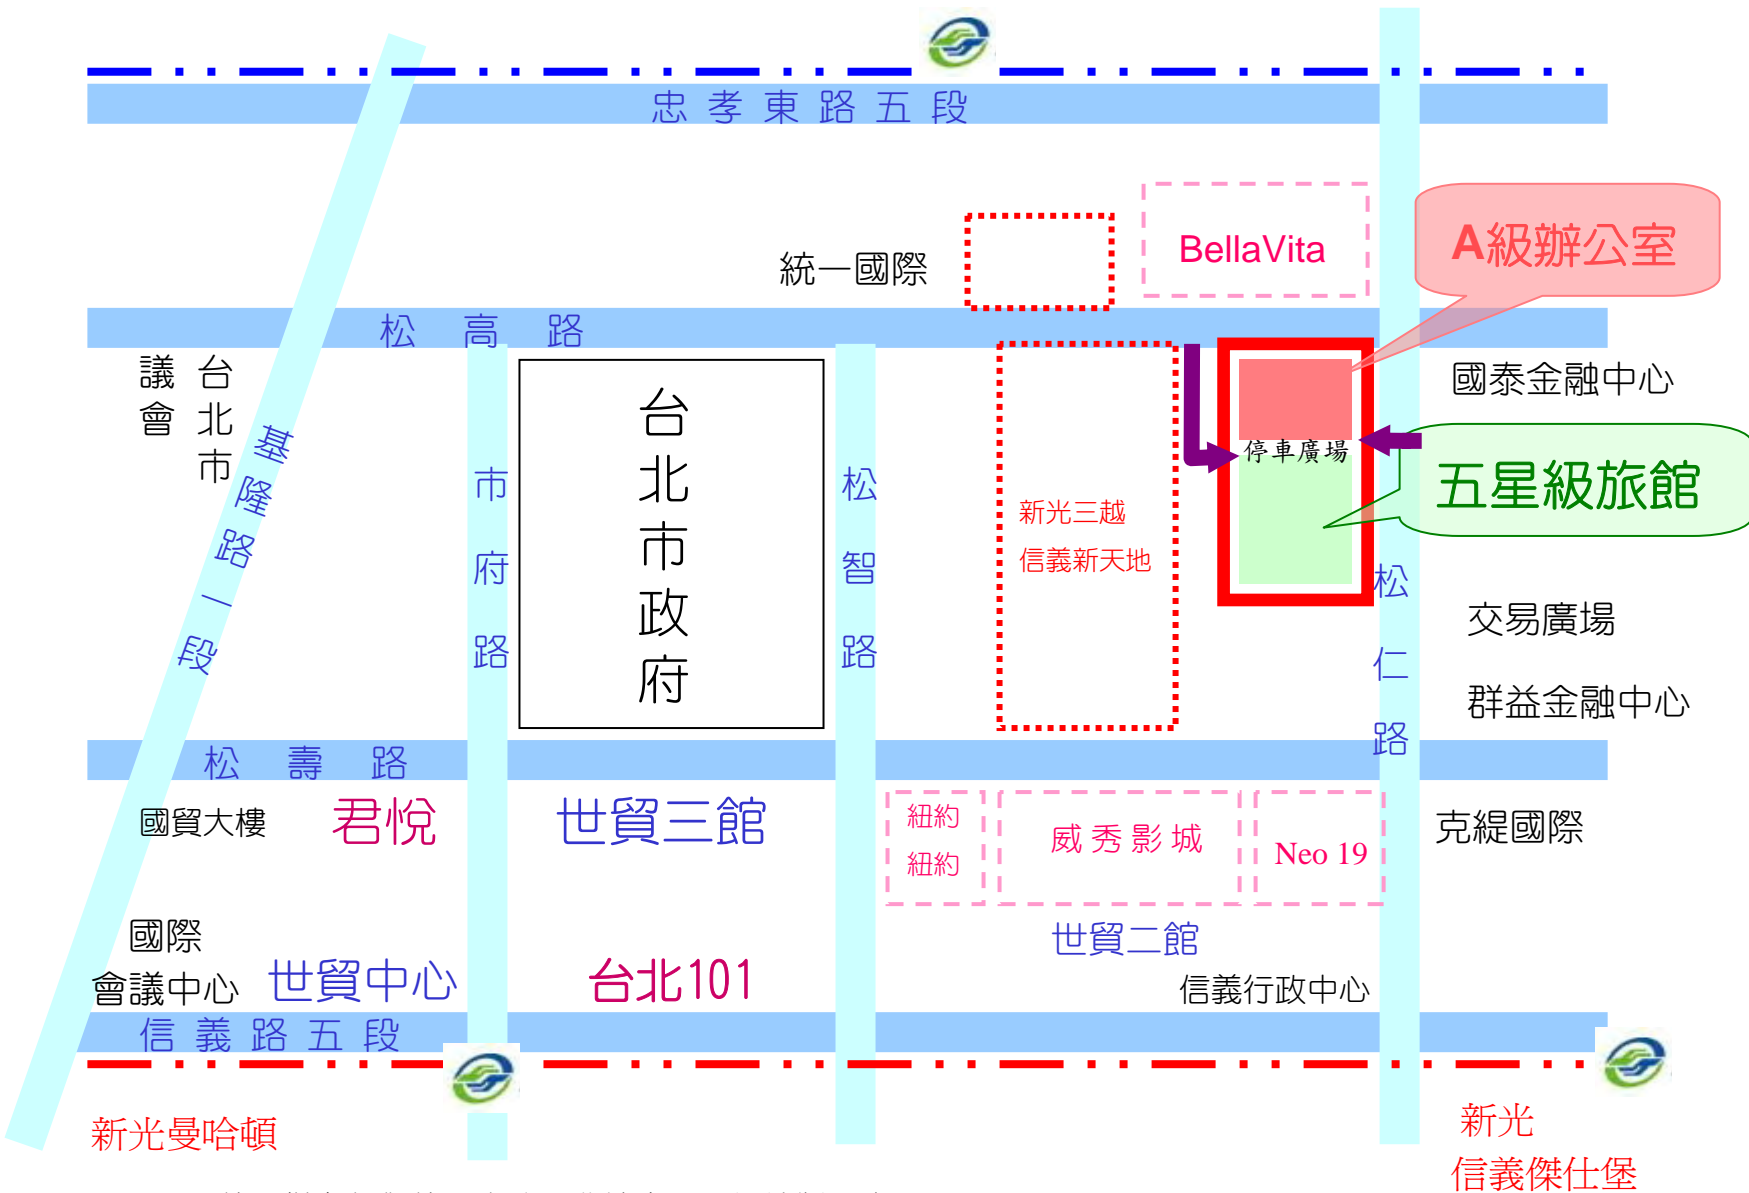 忠孝東路五段
BellaVita
A級辦公室
統一國際
松高路
台北市
議會
國泰金融中心
台北市政府
基隆路一段
停車廣場
五星級旅館
市府路
松智路
新光三越
信義新天地
松仁路
交易廣場
群益金融中心
松壽路
國貿大樓
君悅
世貿三館
紐約
紐約
威秀影城
Neo 19
克緹國際
國際
會議中心
世貿中心
台北101
世貿二館
信義行政中心
信義路五段
新光曼哈頓
新光
信義傑仕堡